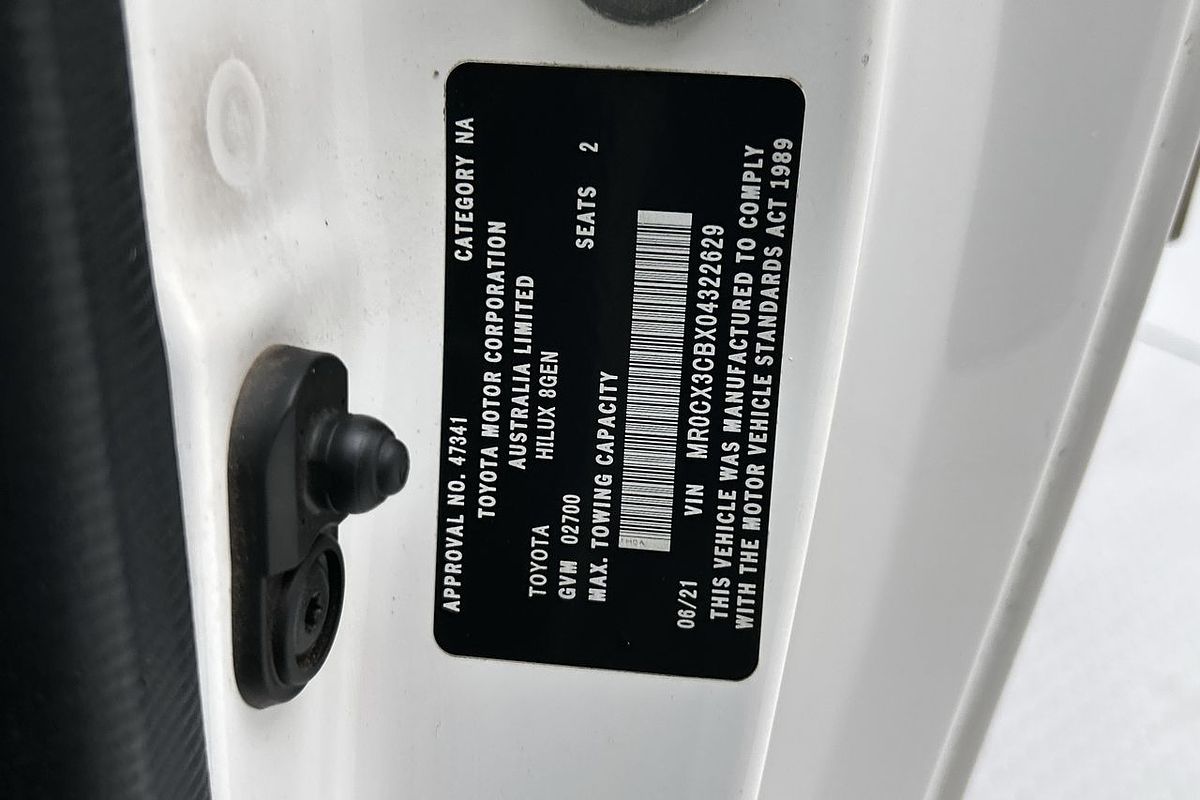 APPROVAL NO. 47341 CATEGORY NA
TOYOTA MOTOR CORPORATION
AUSTRALIA LIMITED
TOYOTA HILUX 8GEN
GVM 02700 SEATS 2
MAX. TOWING CAPACITY
06/21 VIN MR0CX3CBX04322629
THIS VEHICLE WAS MANUFACTURED TO COMPLY
WITH THE MOTOR VEHICLE STANDARDS ACT 1989